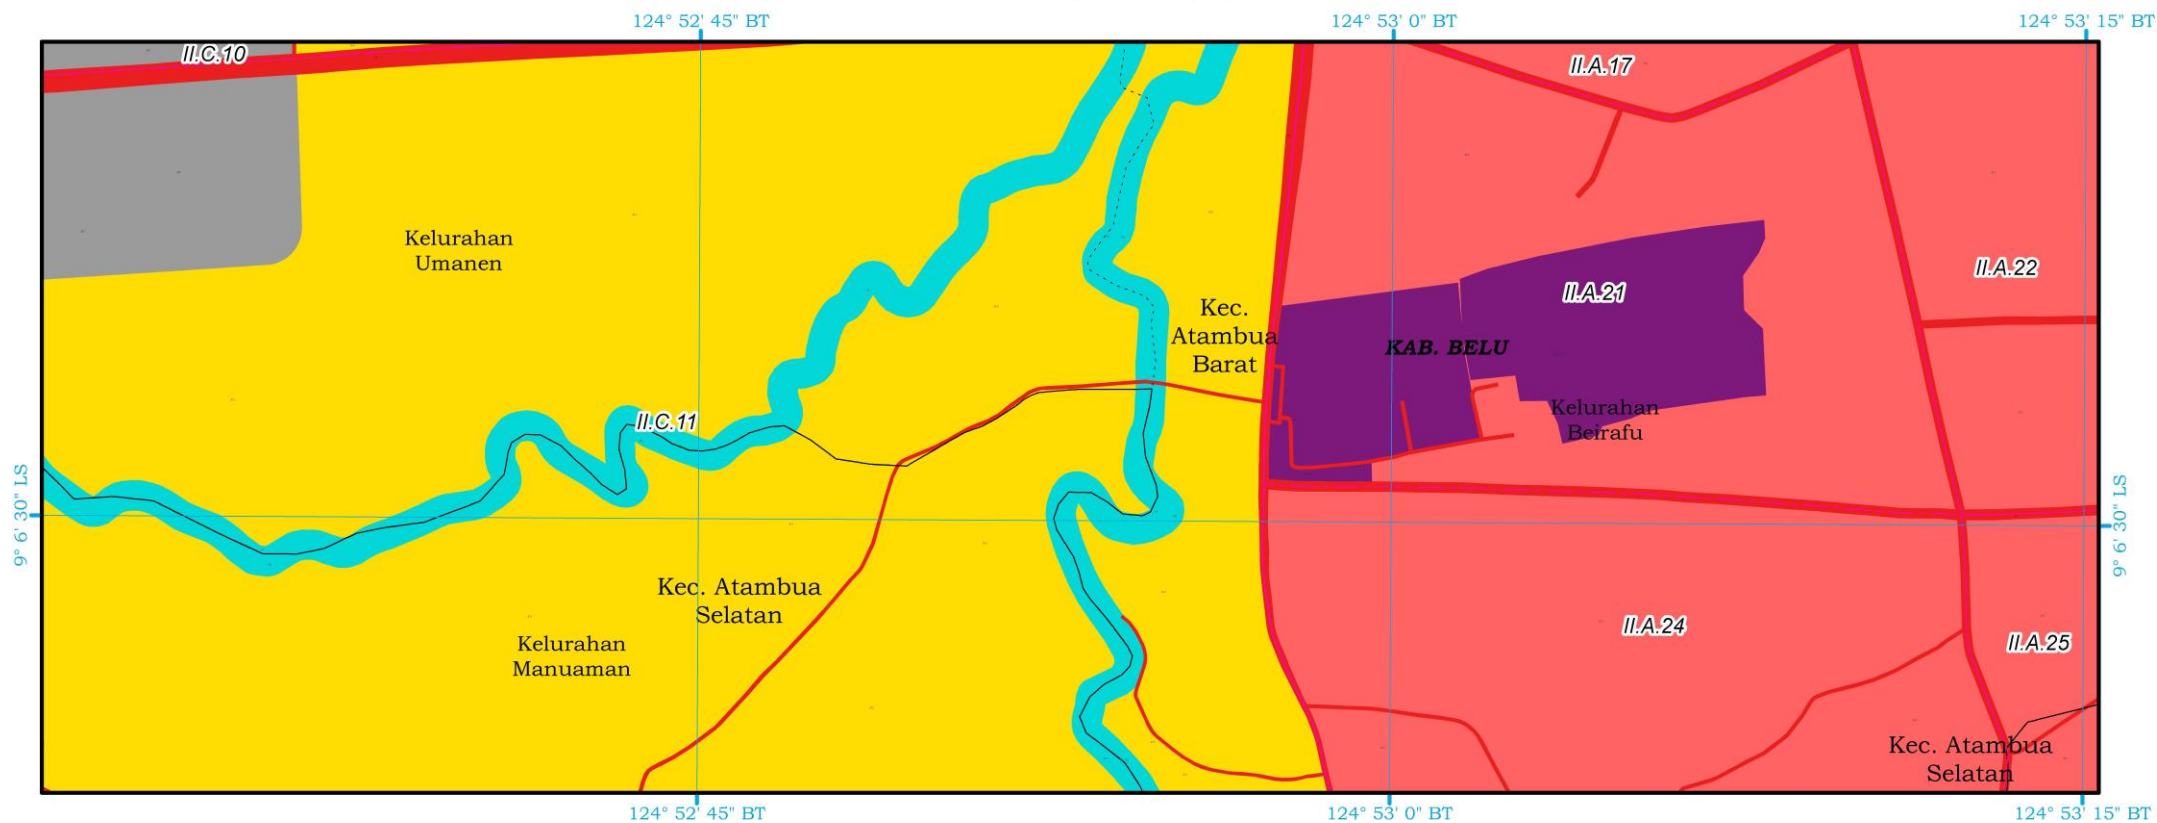 124° 52' 45" BT
124° 53' 0" BT
124° 53' 15" BT
II.C.10
II.A.17
Kelurahan
Umanen
II.A.22
II.A.21
Kec.
Atambua
Barat
KAB. BELU
Kelurahan
Beirafu
II.C.11
9° 6' 30" LS
9° 6' 30" LS
Kec. Atambua
Selatan
Kelurahan
Manuaman
II.A.24
II.A.25
Kec. Atambua
Selatan
124° 52' 45" BT
124° 53' 0" BT
124° 53' 15" BT